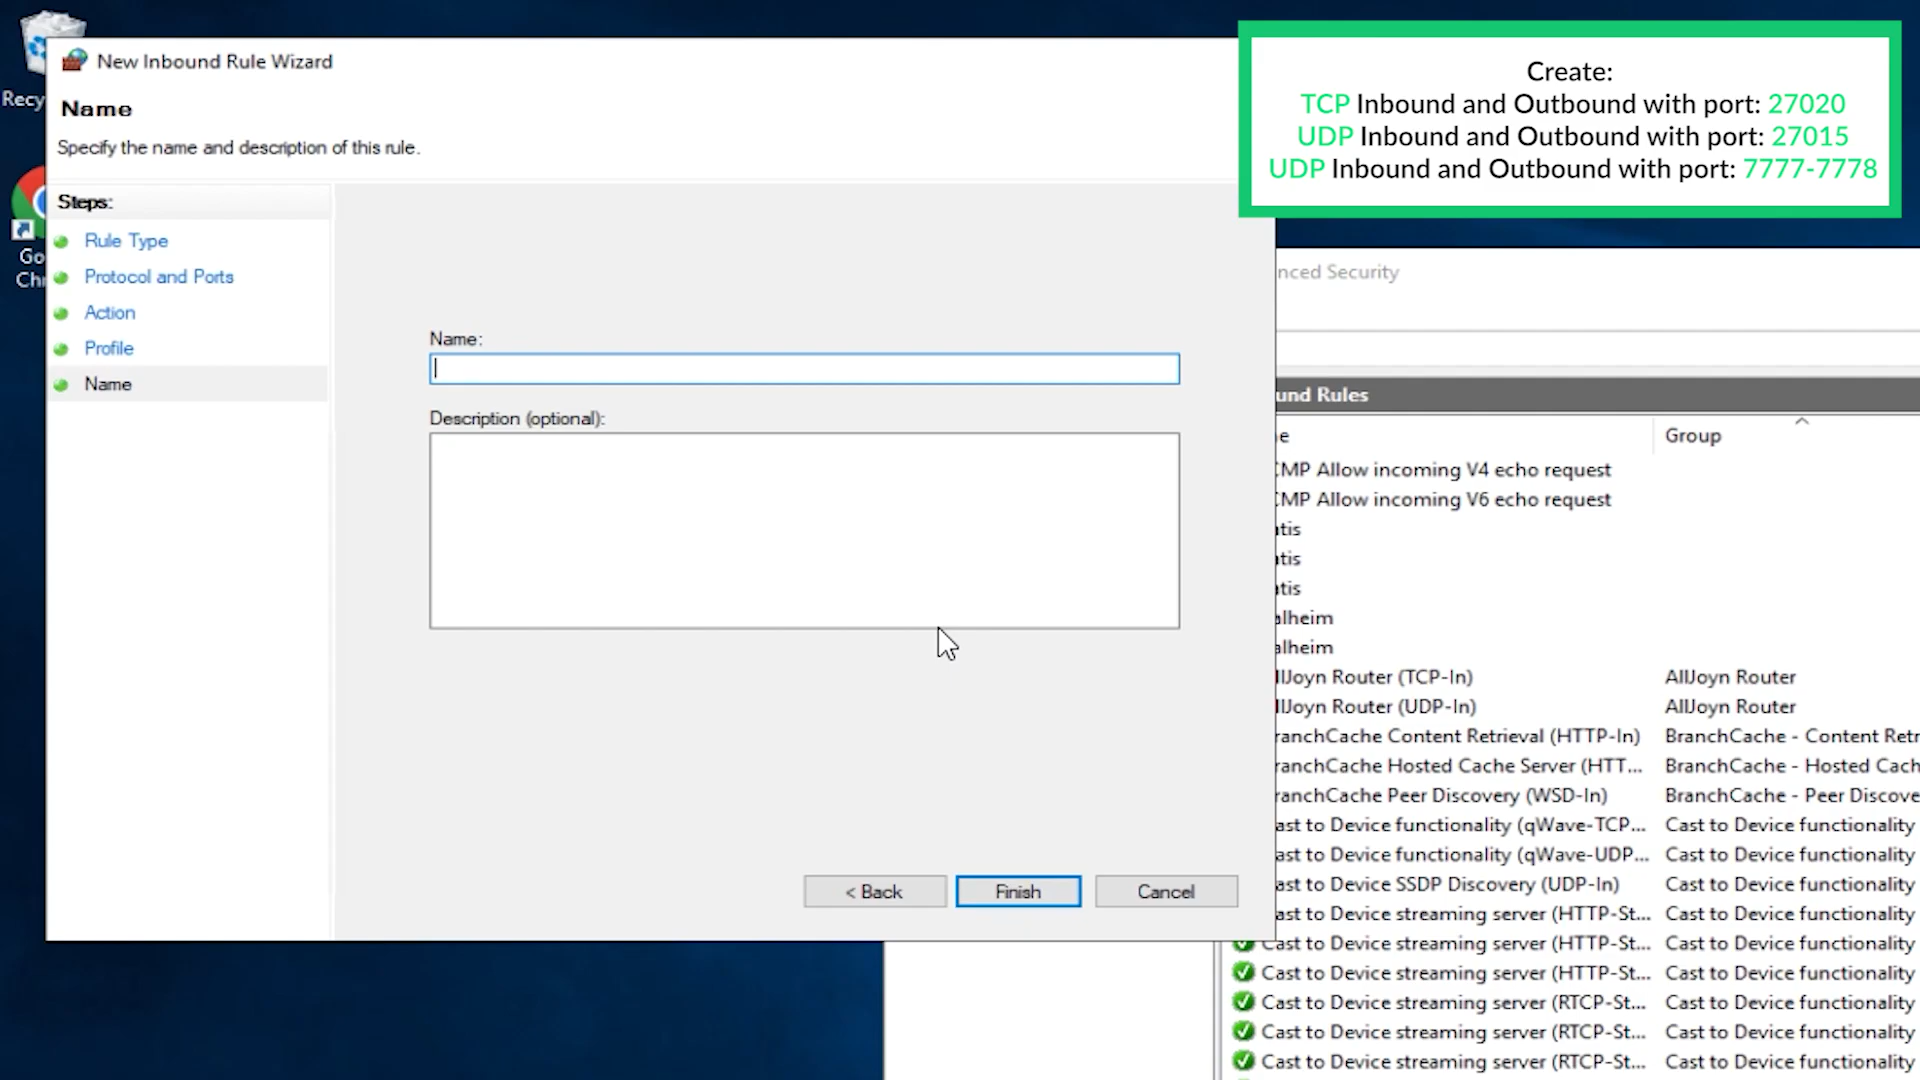 Recy
Go
Chr
New Inbound Rule Wizard
Name
Specify the name and description of this rule.
Steps:
Rule Type
Protocol and Ports
Action
Profile
Name
Name:
Description (optional):
< Back
Finish
Cancel
Create:
TCP Inbound and Outbound with port: 27020
UDP Inbound and Outbound with port: 27015
UDP Inbound and Outbound with port: 7777-7778
nced Security
und Rules
e Group
CMP Allow incoming V4 echo request
CMP Allow incoming V6 echo request
tis
tis
tis
alheim
alheim
llJoyn Router (TCP-In) AllJoyn Router
llJoyn Router (UDP-In) AllJoyn Router
ranchCache Content Retrieval (HTTP-In) BranchCache - Content Retr
ranchCache Hosted Cache Server (HTT... BranchCache - Hosted Cach
ranchCache Peer Discovery (WSD-In) BranchCache - Peer Discove
ast to Device functionality (qWave-TCP... Cast to Device functionality
ast to Device functionality (qWave-UDP... Cast to Device functionality
ast to Device SSDP Discovery (UDP-In) Cast to Device functionality
ast to Device streaming server (HTTP-St... Cast to Device functionality
Cast to Device streaming server (HTTP-St... Cast to Device functionality
Cast to Device streaming server (HTTP-St... Cast to Device functionality
Cast to Device streaming server (RTCP-St... Cast to Device functionality
Cast to Device streaming server (RTCP-St... Cast to Device functionality
Cast to Device streaming server (RTCP-St... Cast to Device functionality